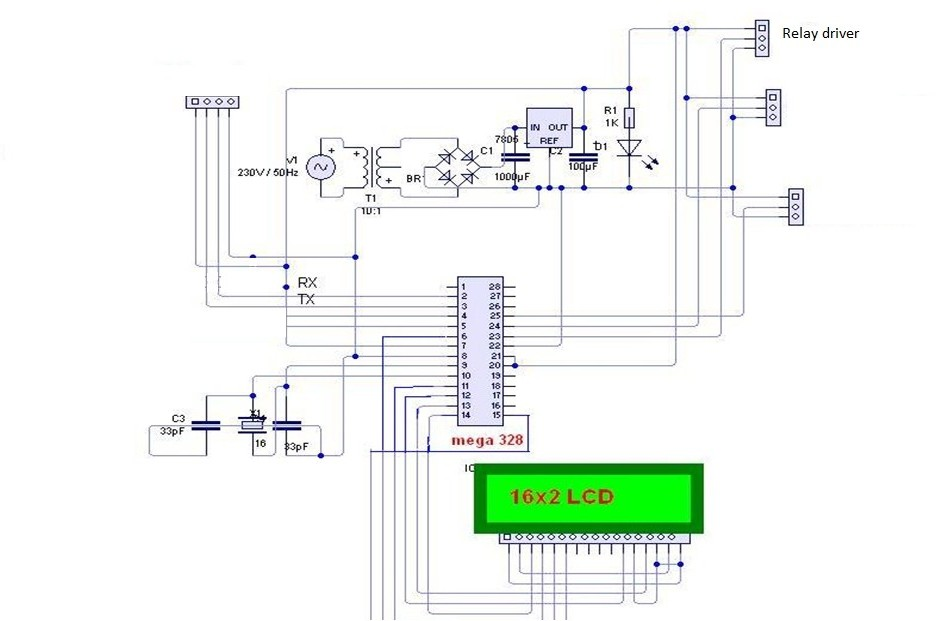 Relay driver
R1
1K
IN OUT
REF
7805
C1
C2
D1
1000µF
100µF
V1
230V / 50Hz
BR
T1
10:1
RX
TX
1 28
2 27
3 26
4 25
5 24
6 23
7 22
8 21
9 20
10 19
11 18
12 17
13 16
14 15
C3
33pF
X1
16
33pF
mega 328
IC
16x2 LCD